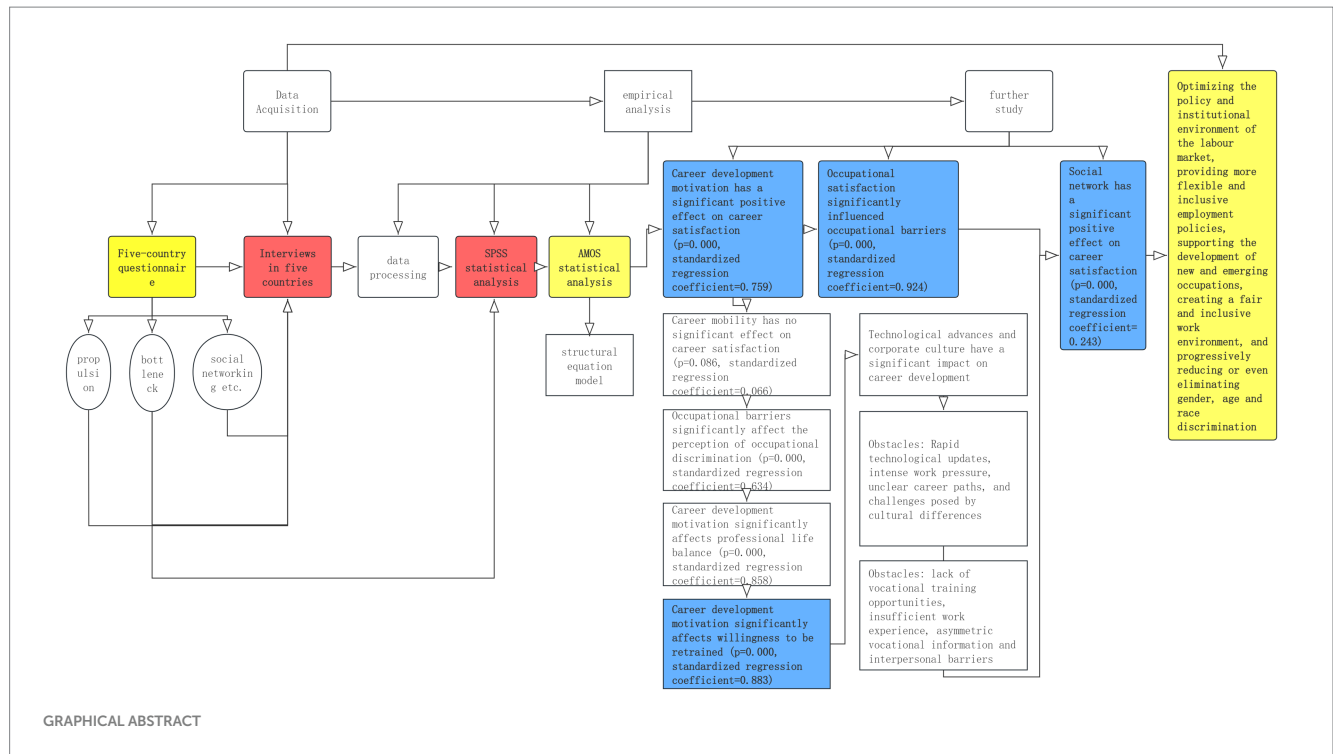 Data
Acquisition
empirical
analysis
further
study
Optimizing the
policy and
institutional
environment of
the labour
market,
providing more
flexible and
inclusive
employment
policies,
supporting the
development of
new and emerging
occupations,
creating a fair
and inclusive
work
environment, and
progressively
reducing or even
eliminating
gender, age and
race
discrimination
Career development
motivation has a
significant positive
effect on career
satisfaction
(p=0.000,
standardized
regression
coefficient=0.759)
Occupational
satisfaction
significantly
influenced
occupational barriers
(p=0.000,
standardized
regression
coefficient=0.924)
Social
network has
a
significant
positive
effect on
career
satisfaction
(p=0.000,
standardized
regression
coefficient=
0.243)
Five-country
questionnair
e
Interviews
in five
countries
data
processing
SPSS
statistical
analysis
AMOS
statistical
analysis
prop
ulsi
on
bott
lene
ck
social
networkin
g etc.
structural
equation
model
Career mobility has no
significant effect on
career satisfaction
(p=0.086, standardized
regression
coefficient=0.066)
Technological advances and
corporate culture have a
significant impact on
career development
Occupational barriers
significantly affect the
perception of occupational
discrimination (p=0.000,
standardized regression
coefficient=0.634)
Obstacles: Rapid
technological updates,
intense work pressure,
unclear career paths, and
challenges posed by
cultural differences
Career development
motivation significantly
affects professional life
balance (p=0.000,
standardized regression
coefficient=0.858)
Obstacles: lack of
vocational training
opportunities,
insufficient work
experience, asymmetric
vocational information and
interpersonal barriers
Career development
motivation significantly
affects willingness to be
retrained (p=0.000,
standardized regression
coefficient=0.883)
GRAPHICAL ABSTRACT